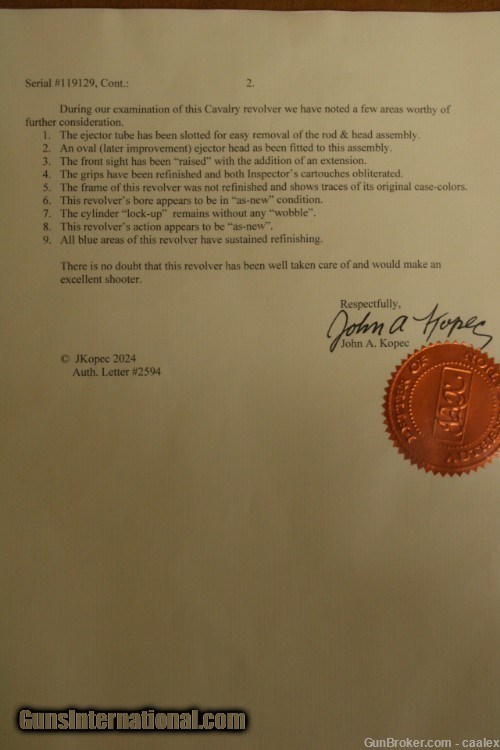 Serial #119129, Cont.: 2.
During our examination of this Cavalry revolver we have noted a few areas worthy of
further consideration.
1. The ejector tube has been slotted for easy removal of the rod & head assembly.
2. An oval (later improvement) ejector head as been fitted to this assembly.
3. The front sight has been “raised” with the addition of an extension.
4. The grips have been refinished and both Inspector's cartouches obliterated.
5. The frame of this revolver was not refinished and shows traces of its original case-colors.
6. This revolver's bore appears to be in “as-new” condition.
7. The cylinder “lock-up” remains without any “wobble”.
8. This revolver's action appears to be “as-new”.
9. All blue areas of this revolver have sustained refinishing.
There is no doubt that this revolver has been well taken care of and would make an
excellent shooter.
Respectfully,
John A Kopec
John A. Kopec
© JKopec 2024
Auth. Letter #2594
LETTER OF
GunsInternational.com
GunBroker.com - caalex